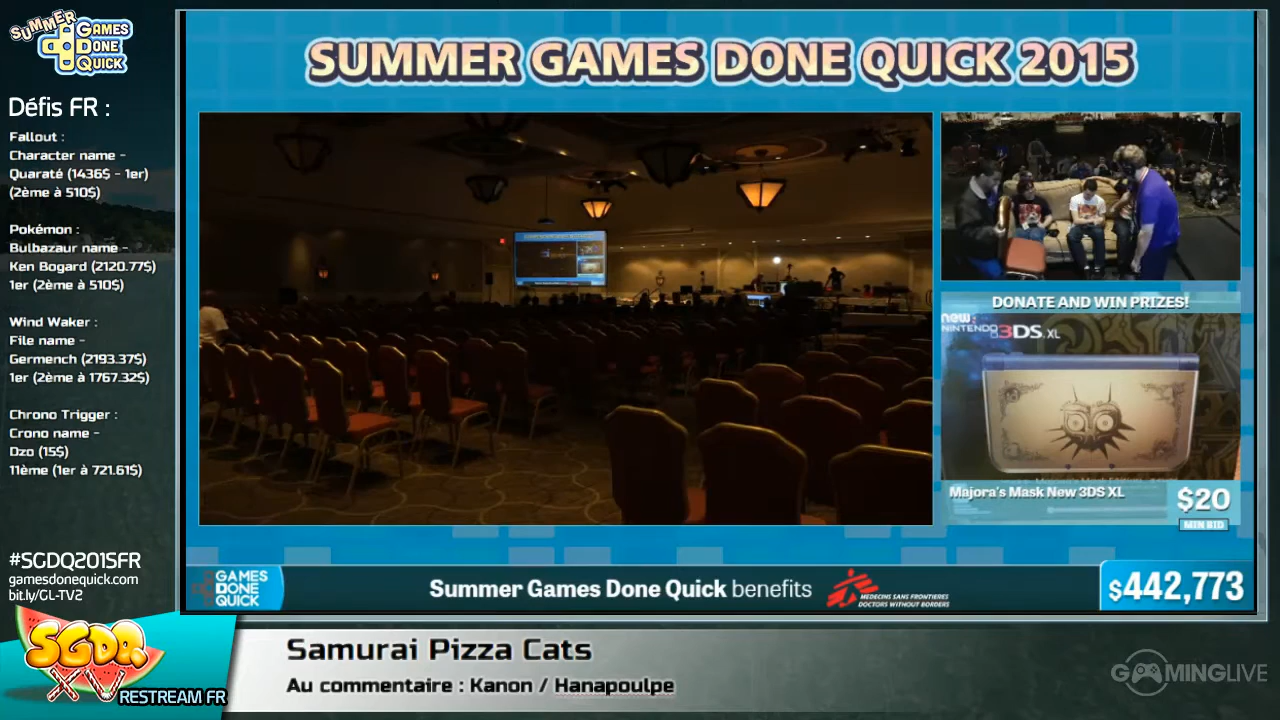 SUMMER
GAMES
DONE
QUICK
Défis FR :
Fallout :
Character name -
Quaraté (1436$ - 1er)
(2ème à 510$)
Pokémon :
Bulbazaur name -
Ken Bogard (2120.77$)
1er (2ème à 510$)
Wind Waker :
File name -
Germench (2193.37$)
1er (2ème à 1767.32$)
Chrono Trigger :
Crono name -
Dzo (15$)
11ème (1er à 721.61$)
#SGDQ2015FR
gamesdonequick.com
bit.ly/GL-TV2
SGDQ
RESTREAM FR
SUMMER GAMES DONE QUICK 2015
DONATE AND WIN PRIZES!
new
NINTENDO 3DS XL
Majora's Mask New 3DS XL
$20
MIN BID
GAMES
DONE
QUICK
Summer Games Done Quick benefits
MEDECINS SANS FRONTIERES
DOCTORS WITHOUT BORDERS
$442,773
Samurai Pizza Cats
Au commentaire : Kanon / Hanapoulpe
GAMINGLIVE